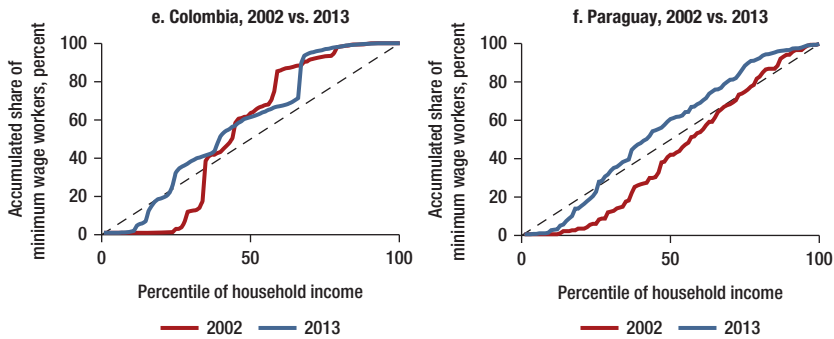 e. Colombia, 2002 vs. 2013
Accumulated share of
minimum wage workers, percent
100
80
60
40
20
0
0
50
100
Percentile of household income
2002
2013
f. Paraguay, 2002 vs. 2013
Accumulated share of
minimum wage workers, percent
100
80
60
40
20
0
0
50
100
Percentile of household income
2002
2013